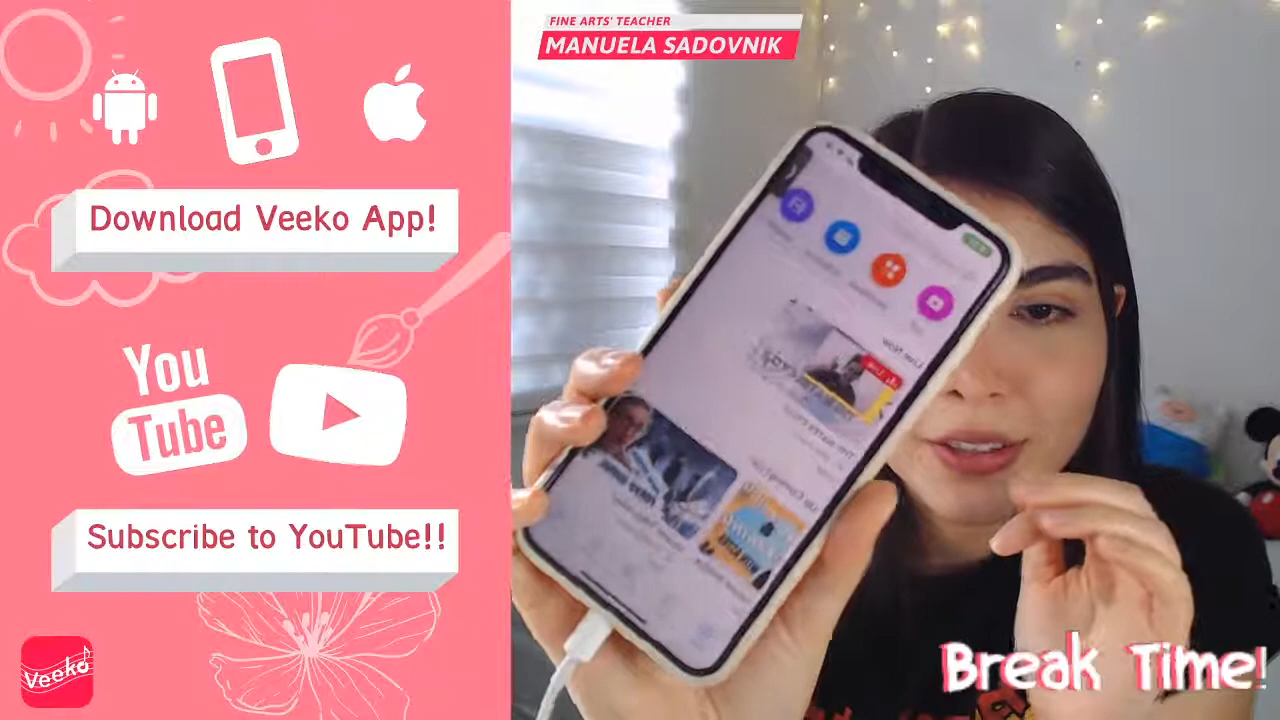 FINE ARTS' TEACHER
MANUELA SADOVNIK
Download Veeko App!
You
Tube
Subscribe to YouTube!!
Veeko
Break Time!